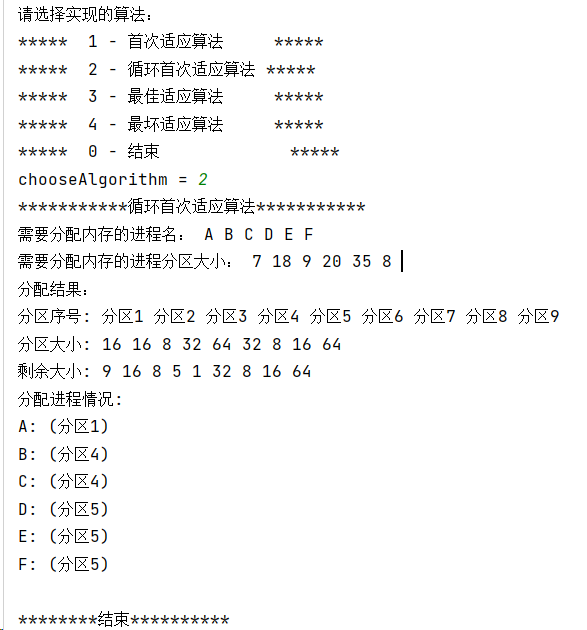 请选择实现的算法:
*****  1 - 首次适应算法     *****
*****  2 - 循环首次适应算法 *****
*****  3 - 最佳适应算法     *****
*****  4 - 最坏适应算法     *****
*****  0 - 结束             *****
chooseAlgorithm = 2
***********循环首次适应算法***********
需要分配内存的进程名: A B C D E F
需要分配内存的进程分区大小: 7 18 9 20 35 8
分配结果:
分区序号: 分区1 分区2 分区3 分区4 分区5 分区6 分区7 分区8 分区9
分区大小: 16 16 8 32 64 32 8 16 64
剩余大小: 9 16 8 5 1 32 8 16 64
分配进程情况:
A: (分区1)
B: (分区4)
C: (分区4)
D: (分区5)
E: (分区5)
F: (分区5)
********结束**********